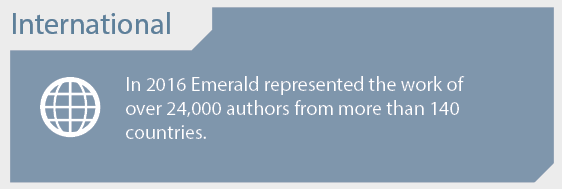 International
In 2016 Emerald represented the work of
over 24,000 authors from more than 140
countries.